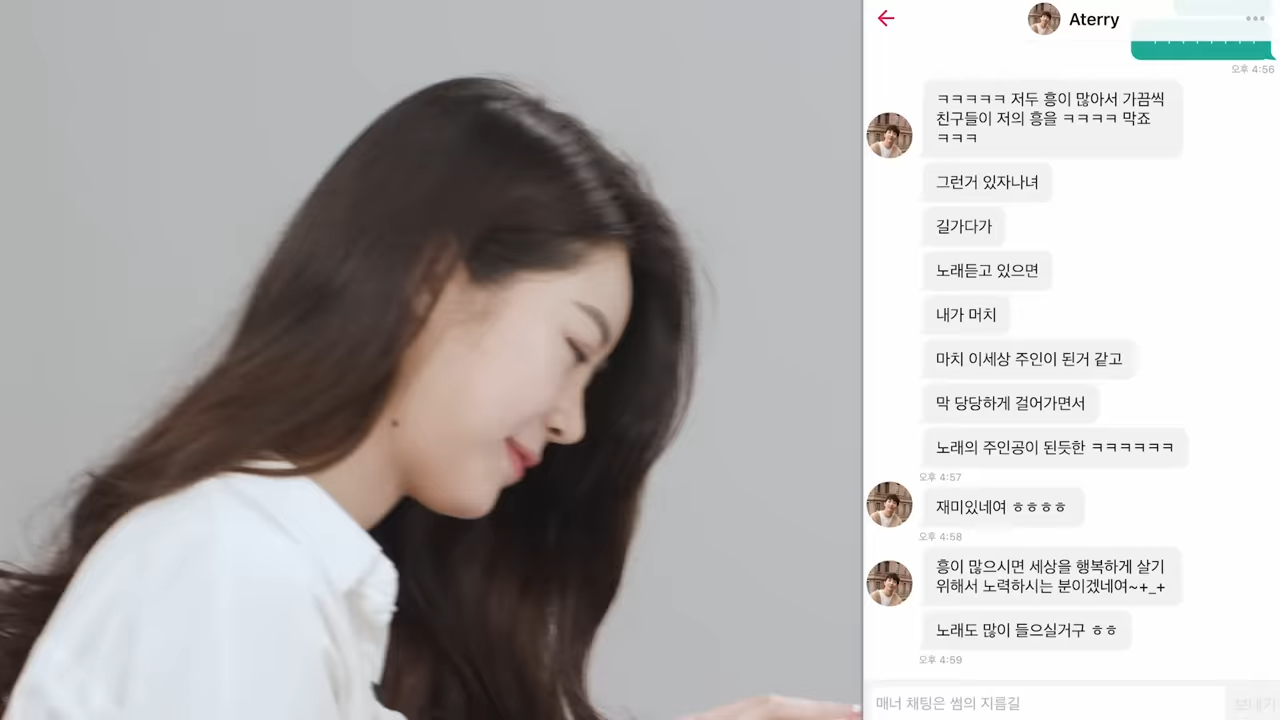 Aterry
오후 4:56
ㅋㅋㅋㅋㅋ 저두 흥이 많아서 가끔씩
친구들이 저의 흥을 ㅋㅋㅋㅋ 막죠
ㅋㅋㅋ
그런거 있자나녀
길가다가
노래듣고 있으면
내가 머치
마치 이세상 주인이 된거 같고
막 당당하게 걸어가면서
노래의 주인공이 된듯한 ㅋㅋㅋㅋㅋㅋ
오후 4:57
재미있네여 ㅎㅎㅎㅎ
오후 4:58
흥이 많으시면 세상을 행복하게 살기
위해서 노력하시는 분이겠네여~+_+
노래도 많이 들으실거구 ㅎㅎ
오후 4:59
매너 채팅은 썸의 지름길
보내기